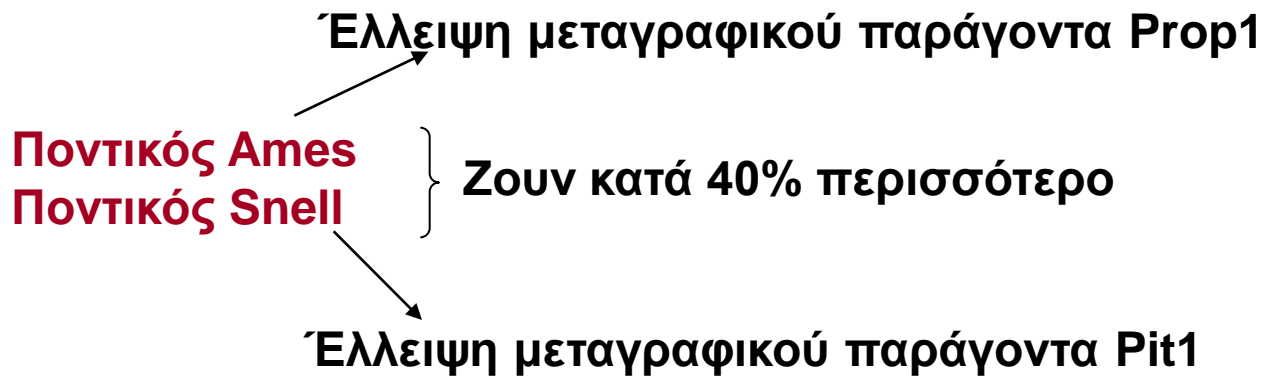 Έλλειψη μεταγραφικού παράγοντα Prop1
Ποντικός Ames
Ποντικός Snell
Ζουν κατά 40% περισσότερο
Έλλειψη μεταγραφικού παράγοντα Pit1